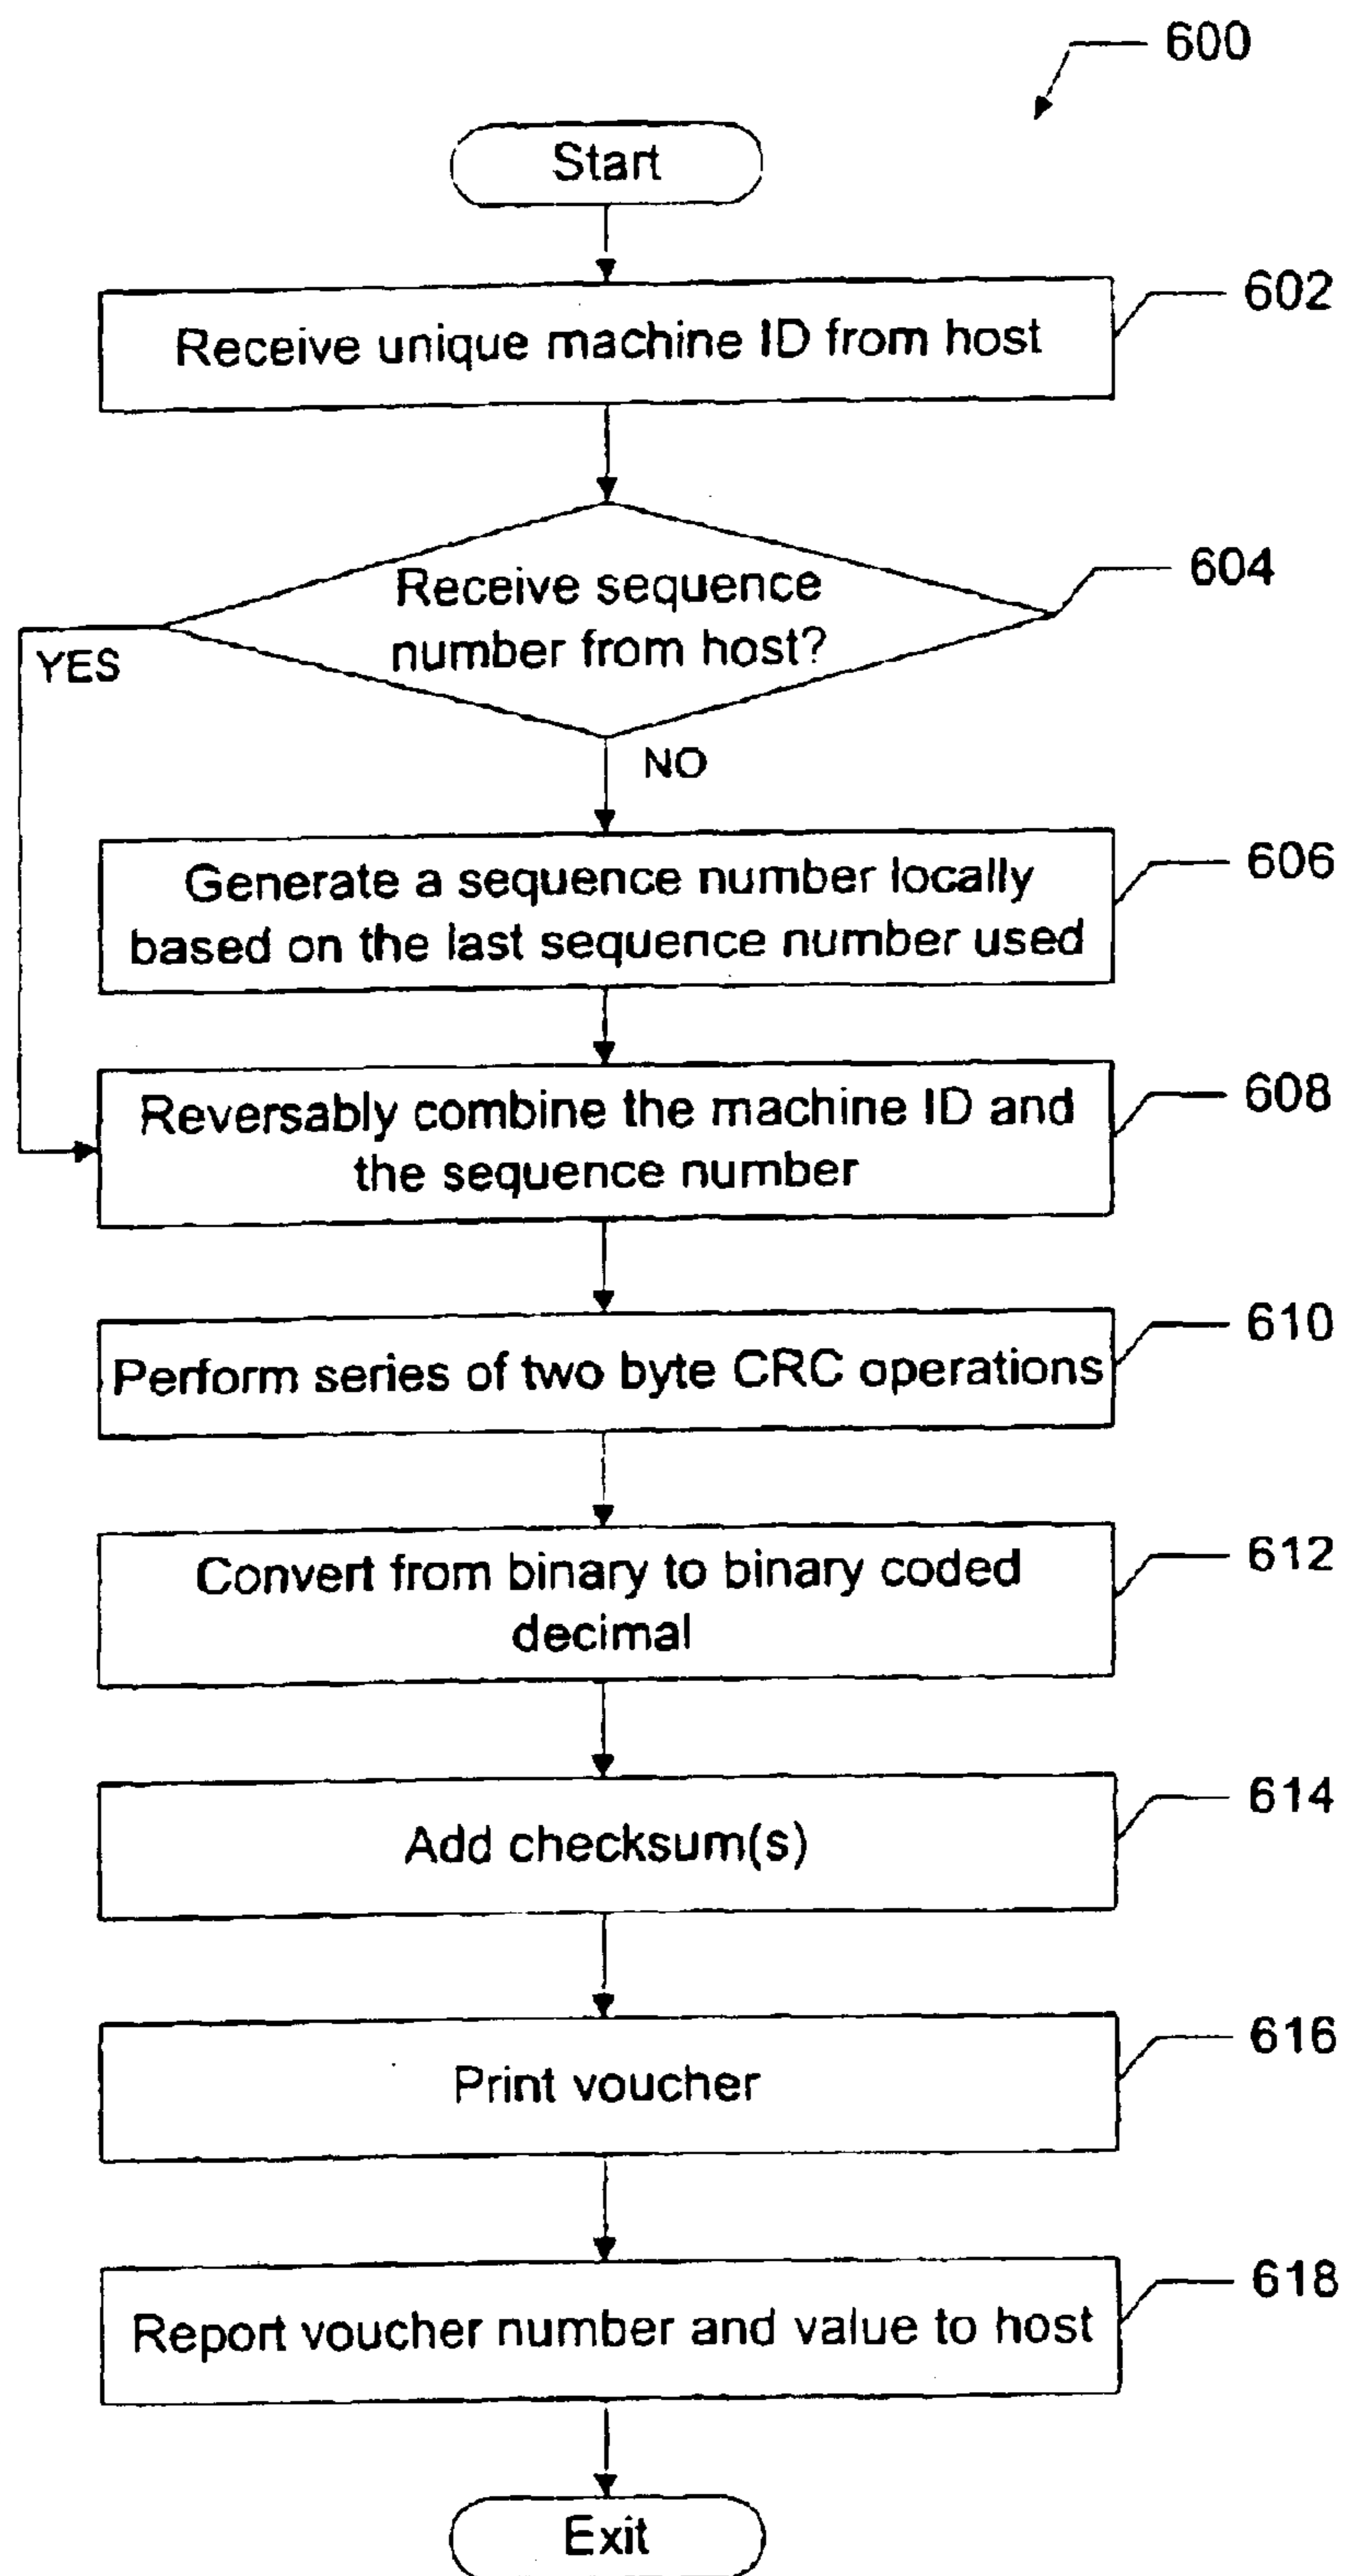 600
Start
Receive unique machine ID from host
602
Receive sequence
number from host?
604
YES
NO
Generate a sequence number locally
based on the last sequence number used
606
Reversably combine the machine ID and
the sequence number
608
Perform series of two byte CRC operations
610
Convert from binary to binary coded
decimal
612
Add checksum(s)
614
Print voucher
616
Report voucher number and value to host
618
Exit